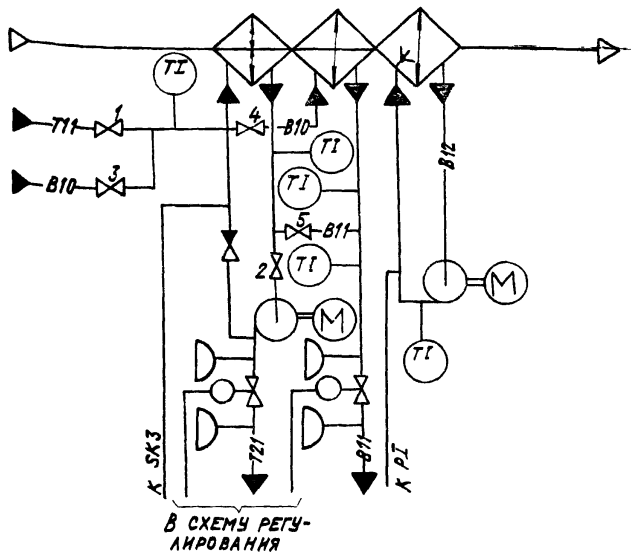 TI
T11
1
4
B10
B10
3
TI
TI
B12
5
B11
2
TI
M
M
TI
К SK3
T21
B11
К PI
В СХЕМУ РЕГУ-
ЛИРОВАНИЯ